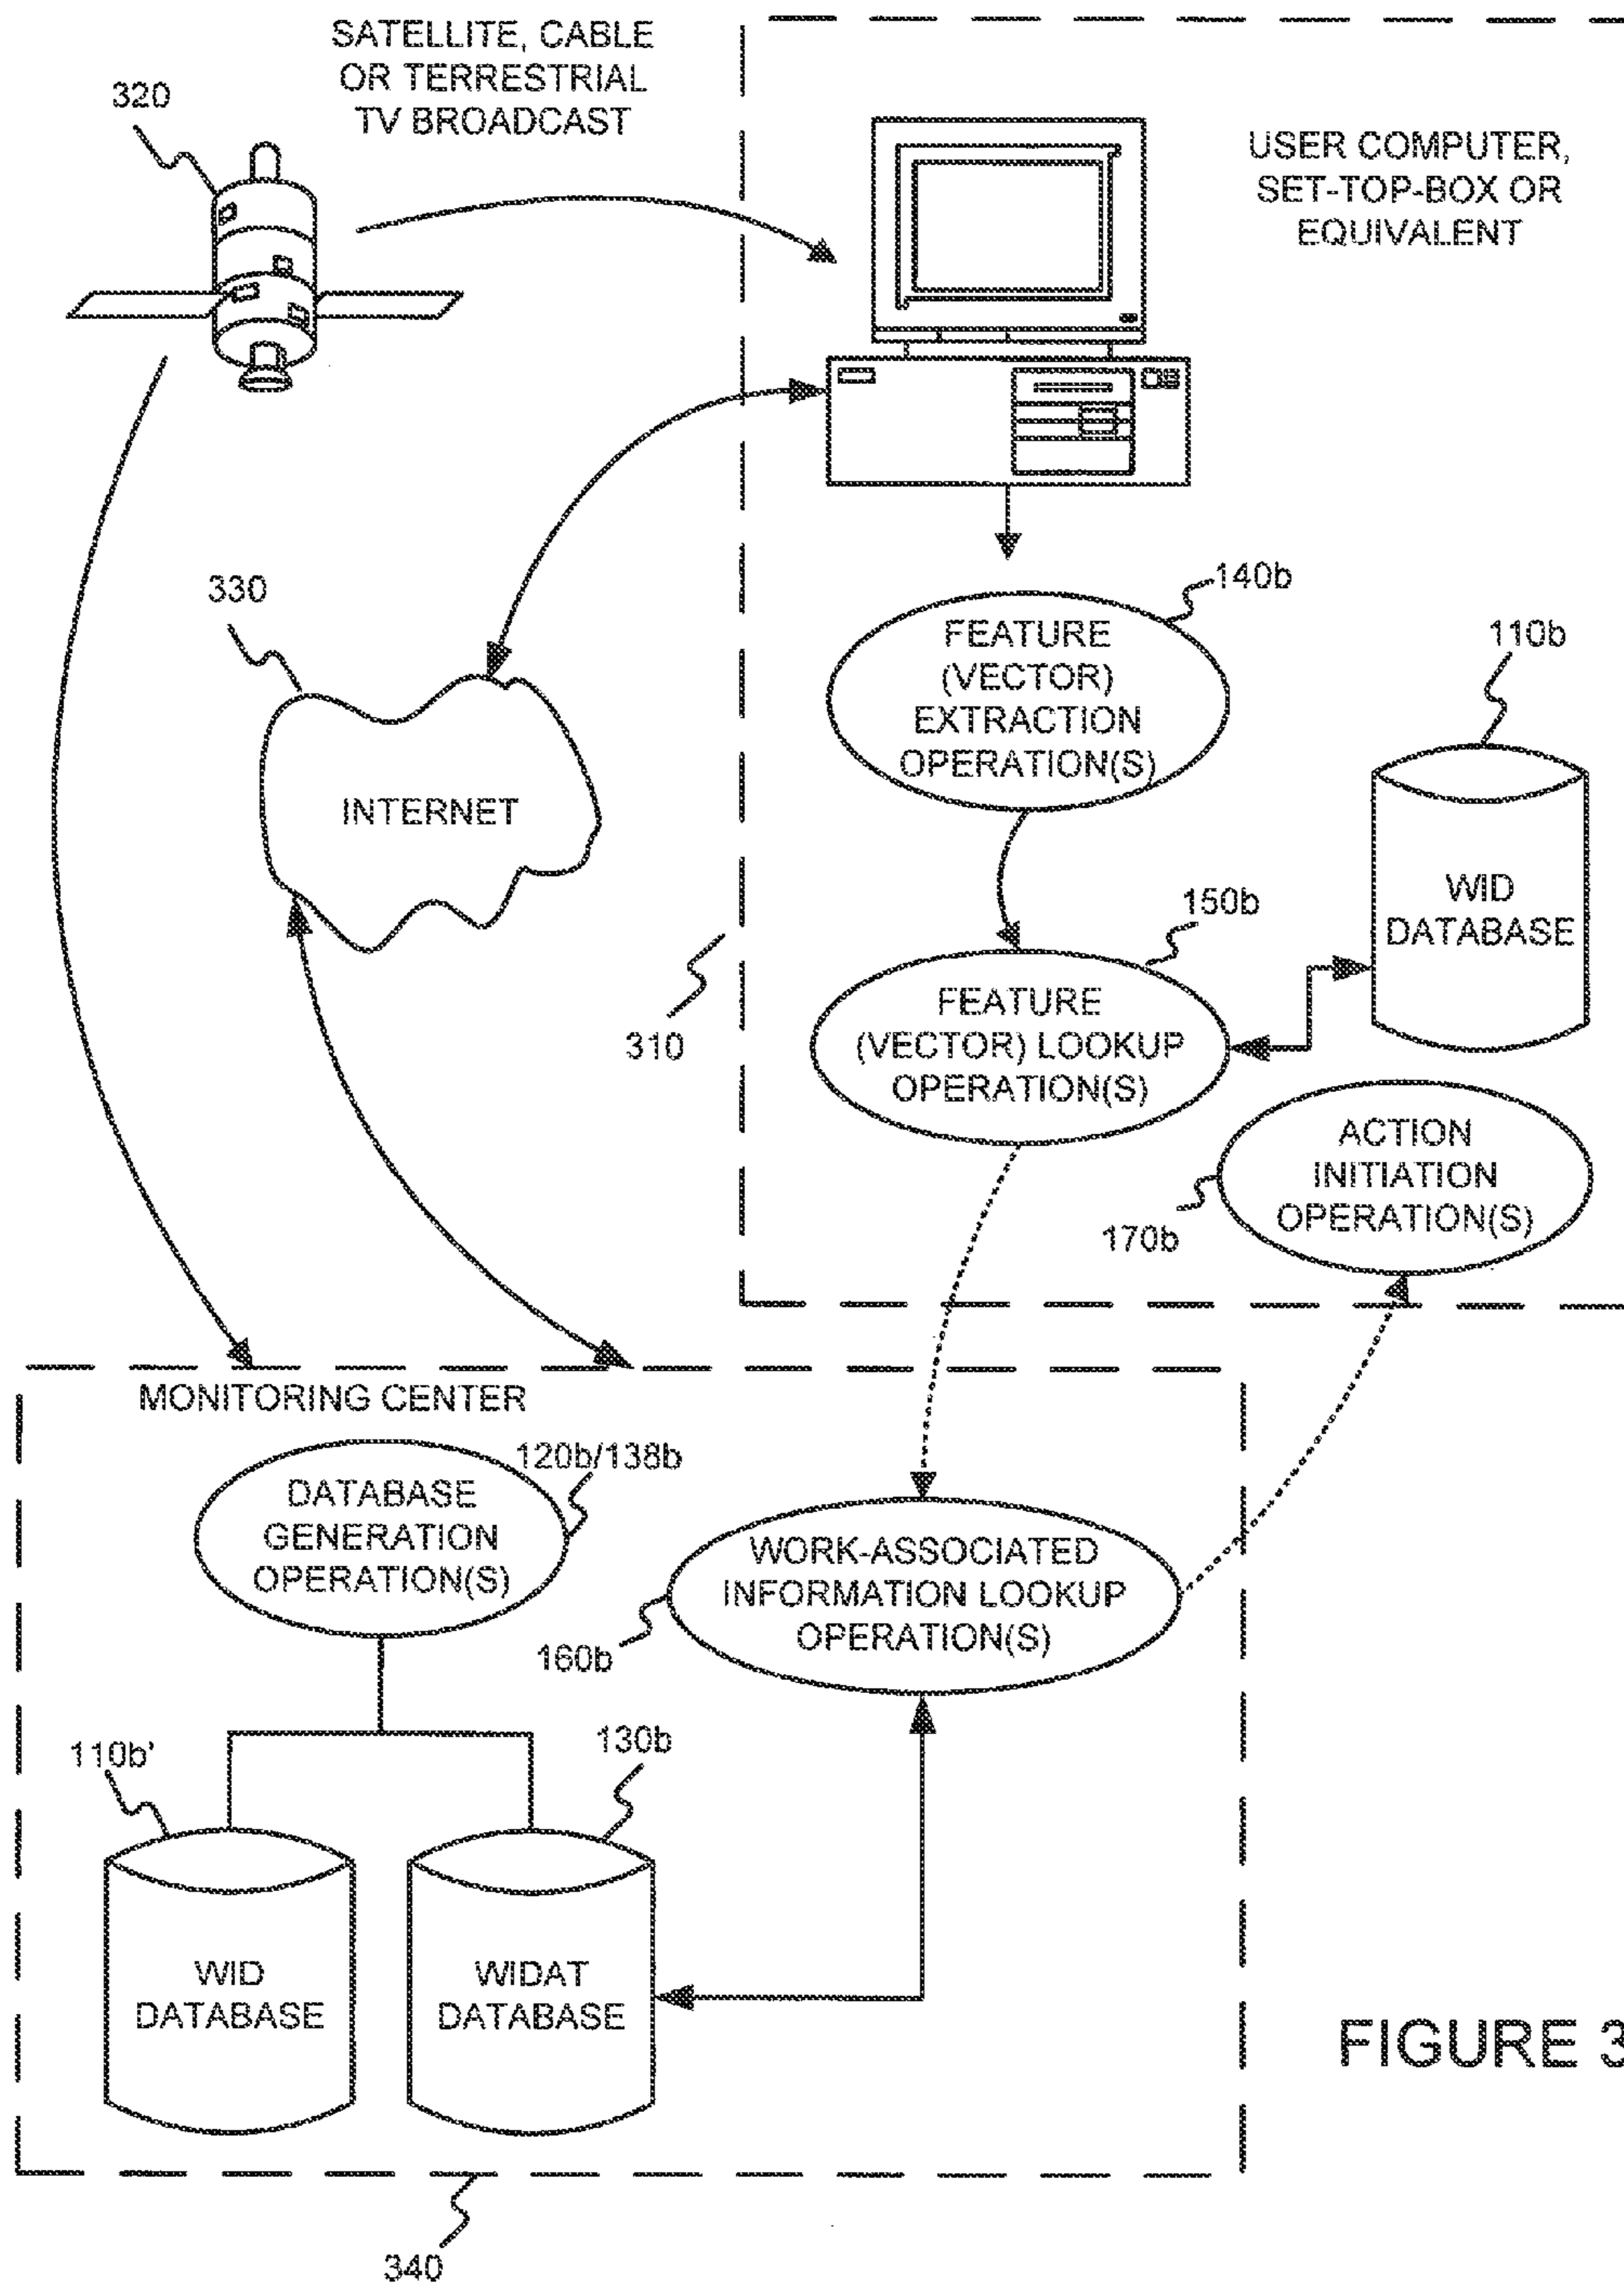 SATELLITE, CABLE
OR TERRESTRIAL
TV BROADCAST
320
USER COMPUTER,
SET-TOP-BOX OR
EQUIVALENT
330
INTERNET
140b
FEATURE
(VECTOR)
EXTRACTION
OPERATION(S)
110b
WID
DATABASE
150b
FEATURE
(VECTOR) LOOKUP
OPERATION(S)
310
ACTION
INITIATION
OPERATION(S)
170b
MONITORING CENTER
120b/138b
DATABASE
GENERATION
OPERATION(S)
WORK-ASSOCIATED
INFORMATION LOOKUP
OPERATION(S)
160b
110b'
130b
WID
DATABASE
WIDAT
DATABASE
FIGURE 3
340